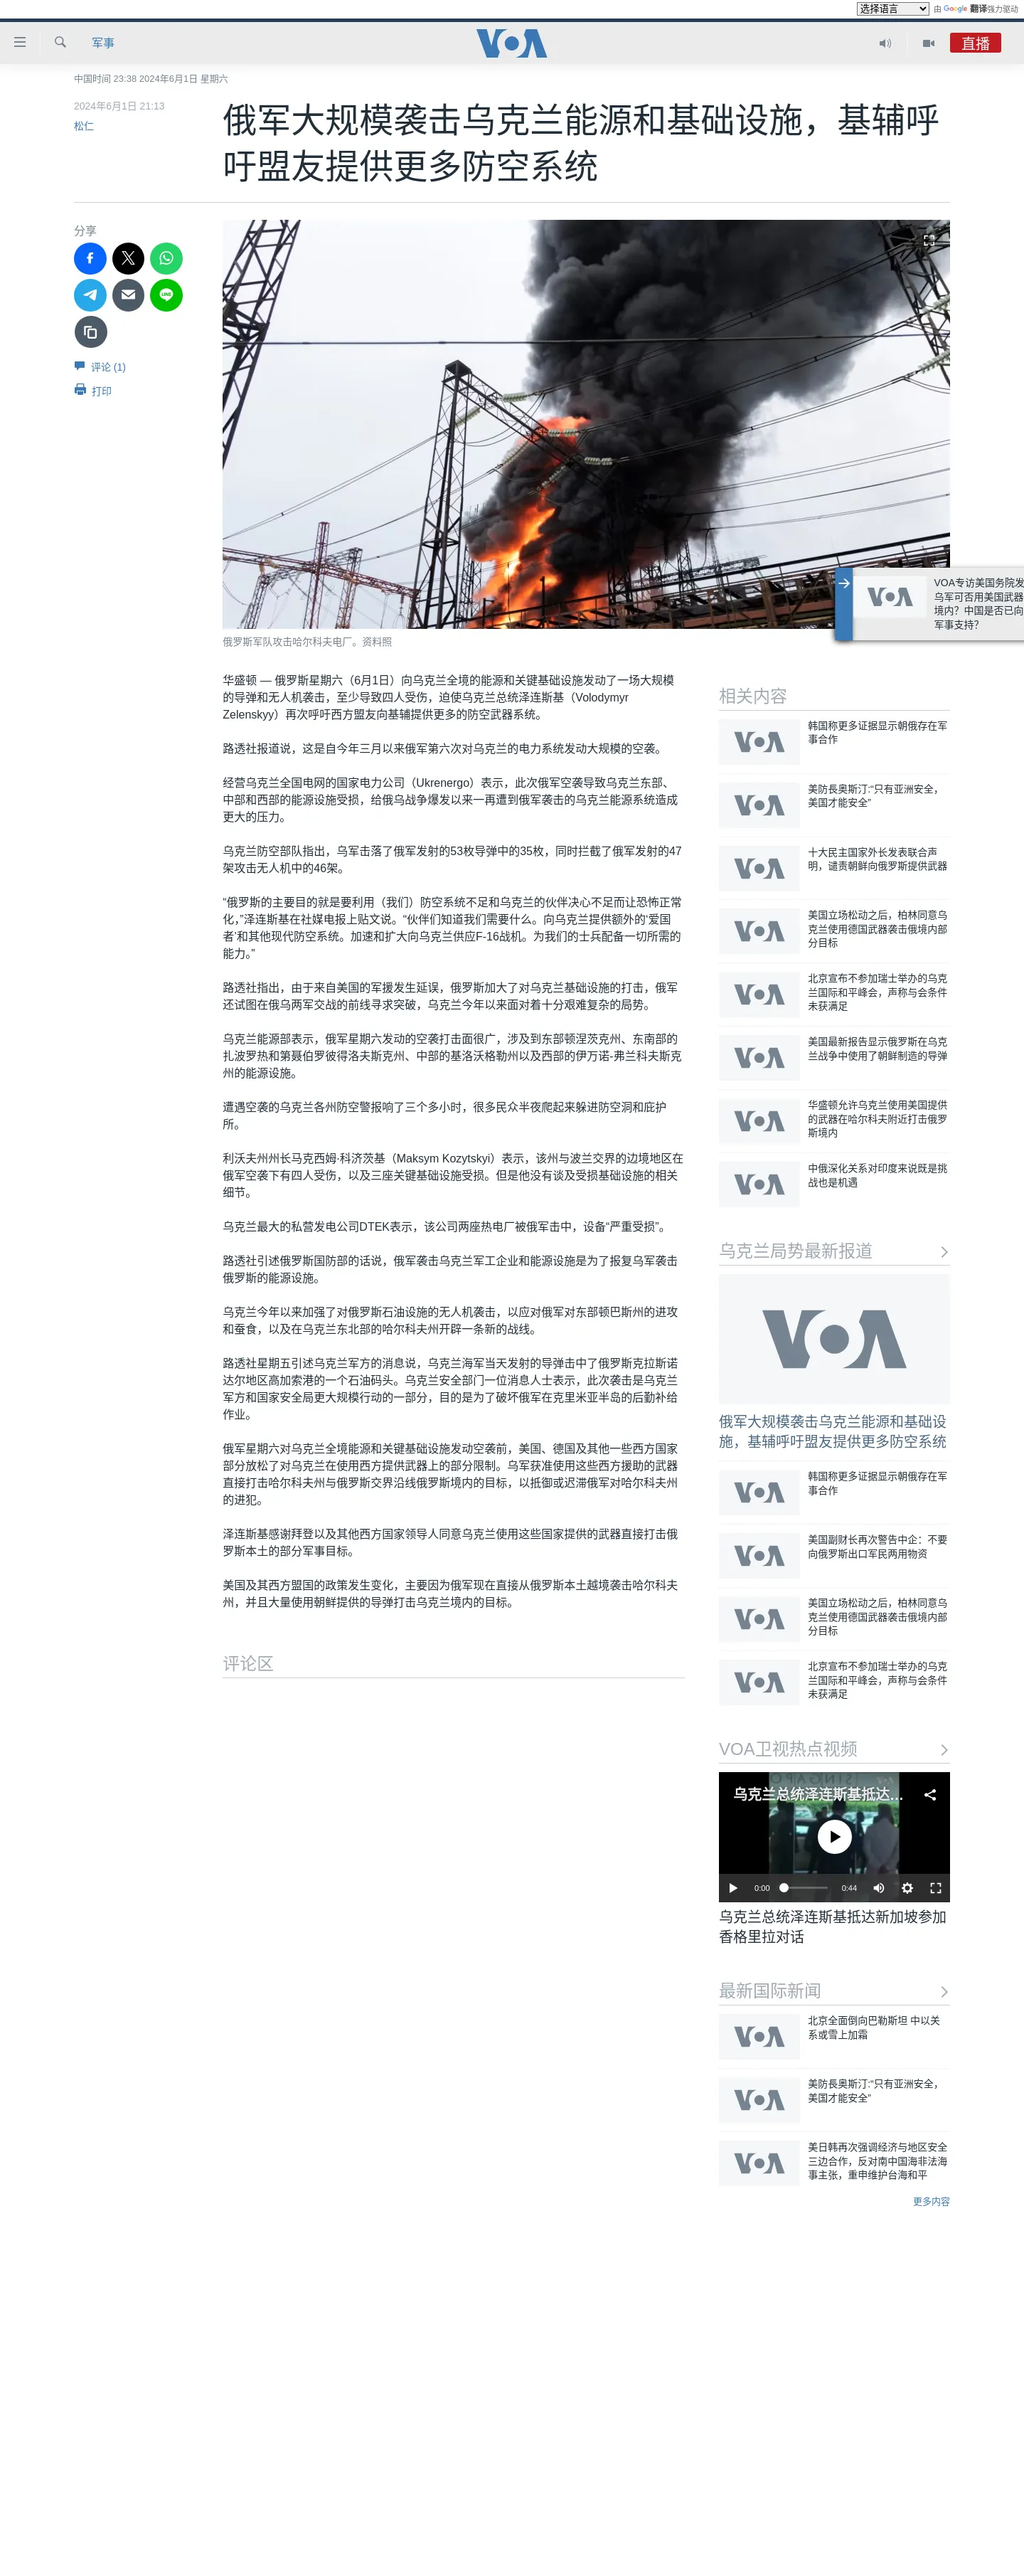 选择语言 由 Google 翻译强力驱动
军事
VOA
直播
中国时间 23:38 2024年6月1日 星期六
2024年6月1日 21:13
松仁
俄军大规模袭击乌克兰能源和基础设施，基辅呼
吁盟友提供更多防空系统
分享
LINE
评论 (1)
打印
VOA
VOA专访美国务院发
乌军可否用美国武器
境内？中国是否已向
军事支持？
俄罗斯军队攻击哈尔科夫电厂。资料照
华盛顿 — 俄罗斯星期六（6月1日）向乌克兰全境的能源和关键基础设施发动了一场大规模
的导弹和无人机袭击，至少导致四人受伤，迫使乌克兰总统泽连斯基（Volodymyr
Zelenskyy）再次呼吁西方盟友向基辅提供更多的防空武器系统。
路透社报道说，这是自今年三月以来俄军第六次对乌克兰的电力系统发动大规模的空袭。
经营乌克兰全国电网的国家电力公司（Ukrenergo）表示，此次俄军空袭导致乌克兰东部、
中部和西部的能源设施受损，给俄乌战争爆发以来一再遭到俄军袭击的乌克兰能源系统造成
更大的压力。
乌克兰防空部队指出，乌军击落了俄军发射的53枚导弹中的35枚，同时拦截了俄军发射的47
架攻击无人机中的46架。
“俄罗斯的主要目的就是要利用（我们）防空系统不足和乌克兰的伙伴决心不足而让恐怖正常
化，”泽连斯基在社媒电报上贴文说。“伙伴们知道我们需要什么。向乌克兰提供额外的‘爱国
者’和其他现代防空系统。加速和扩大向乌克兰供应F-16战机。为我们的士兵配备一切所需的
能力。”
路透社指出，由于来自美国的军援发生延误，俄罗斯加大了对乌克兰基础设施的打击，俄军
还试图在俄乌两军交战的前线寻求突破，乌克兰今年以来面对着十分艰难复杂的局势。
乌克兰能源部表示，俄军星期六发动的空袭打击面很广，涉及到东部顿涅茨克州、东南部的
扎波罗热和第聂伯罗彼得洛夫斯克州、中部的基洛沃格勒州以及西部的伊万诺-弗兰科夫斯克
州的能源设施。
遭遇空袭的乌克兰各州防空警报响了三个多小时，很多民众半夜爬起来躲进防空洞和庇护
所。
利沃夫州州长马克西姆·科济茨基（Maksym Kozytskyi）表示，该州与波兰交界的边境地区在
俄军空袭下有四人受伤，以及三座关键基础设施受损。但是他没有谈及受损基础设施的相关
细节。
乌克兰最大的私营发电公司DTEK表示，该公司两座热电厂被俄军击中，设备“严重受损”。
路透社引述俄罗斯国防部的话说，俄军袭击乌克兰军工企业和能源设施是为了报复乌军袭击
俄罗斯的能源设施。
乌克兰今年以来加强了对俄罗斯石油设施的无人机袭击，以应对俄军对东部顿巴斯州的进攻
和蚕食，以及在乌克兰东北部的哈尔科夫州开辟一条新的战线。
路透社星期五引述乌克兰军方的消息说，乌克兰海军当天发射的导弹击中了俄罗斯克拉斯诺
达尔地区高加索港的一个石油码头。乌克兰安全部门一位消息人士表示，此次袭击是乌克兰
军方和国家安全局更大规模行动的一部分，目的是为了破坏俄军在克里米亚半岛的后勤补给
作业。
俄军星期六对乌克兰全境能源和关键基础设施发动空袭前，美国、德国及其他一些西方国家
部分放松了对乌克兰在使用西方提供武器上的部分限制。乌军获准使用这些西方援助的武器
直接打击哈尔科夫州与俄罗斯交界沿线俄罗斯境内的目标，以抵御或迟滞俄军对哈尔科夫州
的进犯。
泽连斯基感谢拜登以及其他西方国家领导人同意乌克兰使用这些国家提供的武器直接打击俄
罗斯本土的部分军事目标。
美国及其西方盟国的政策发生变化，主要因为俄军现在直接从俄罗斯本土越境袭击哈尔科夫
州，并且大量使用朝鲜提供的导弹打击乌克兰境内的目标。
评论区
相关内容
VOA
韩国称更多证据显示朝俄存在军
事合作
VOA
美防長奥斯汀:“只有亚洲安全，
美国才能安全”
VOA
十大民主国家外长发表联合声
明，谴责朝鲜向俄罗斯提供武器
VOA
美国立场松动之后，柏林同意乌
克兰使用德国武器袭击俄境内部
分目标
VOA
北京宣布不参加瑞士举办的乌克
兰国际和平峰会，声称与会条件
未获满足
VOA
美国最新报告显示俄罗斯在乌克
兰战争中使用了朝鲜制造的导弹
VOA
华盛顿允许乌克兰使用美国提供
的武器在哈尔科夫附近打击俄罗
斯境内
VOA
中俄深化关系对印度来说既是挑
战也是机遇
乌克兰局势最新报道
VOA
俄军大规模袭击乌克兰能源和基础设
施，基辅呼吁盟友提供更多防空系统
VOA
韩国称更多证据显示朝俄存在军
事合作
VOA
美国副财长再次警告中企：不要
向俄罗斯出口军民两用物资
VOA
美国立场松动之后，柏林同意乌
克兰使用德国武器袭击俄境内部
分目标
VOA
北京宣布不参加瑞士举办的乌克
兰国际和平峰会，声称与会条件
未获满足
VOA卫视热点视频
乌克兰总统泽连斯基抵达...
0:00 0:44
乌克兰总统泽连斯基抵达新加坡参加
香格里拉对话
最新国际新闻
VOA
北京全面倒向巴勒斯坦 中以关
系或雪上加霜
VOA
美防長奥斯汀:“只有亚洲安全，
美国才能安全”
VOA
美日韩再次强调经济与地区安全
三边合作，反对南中国海非法海
事主张，重申维护台海和平
更多内容